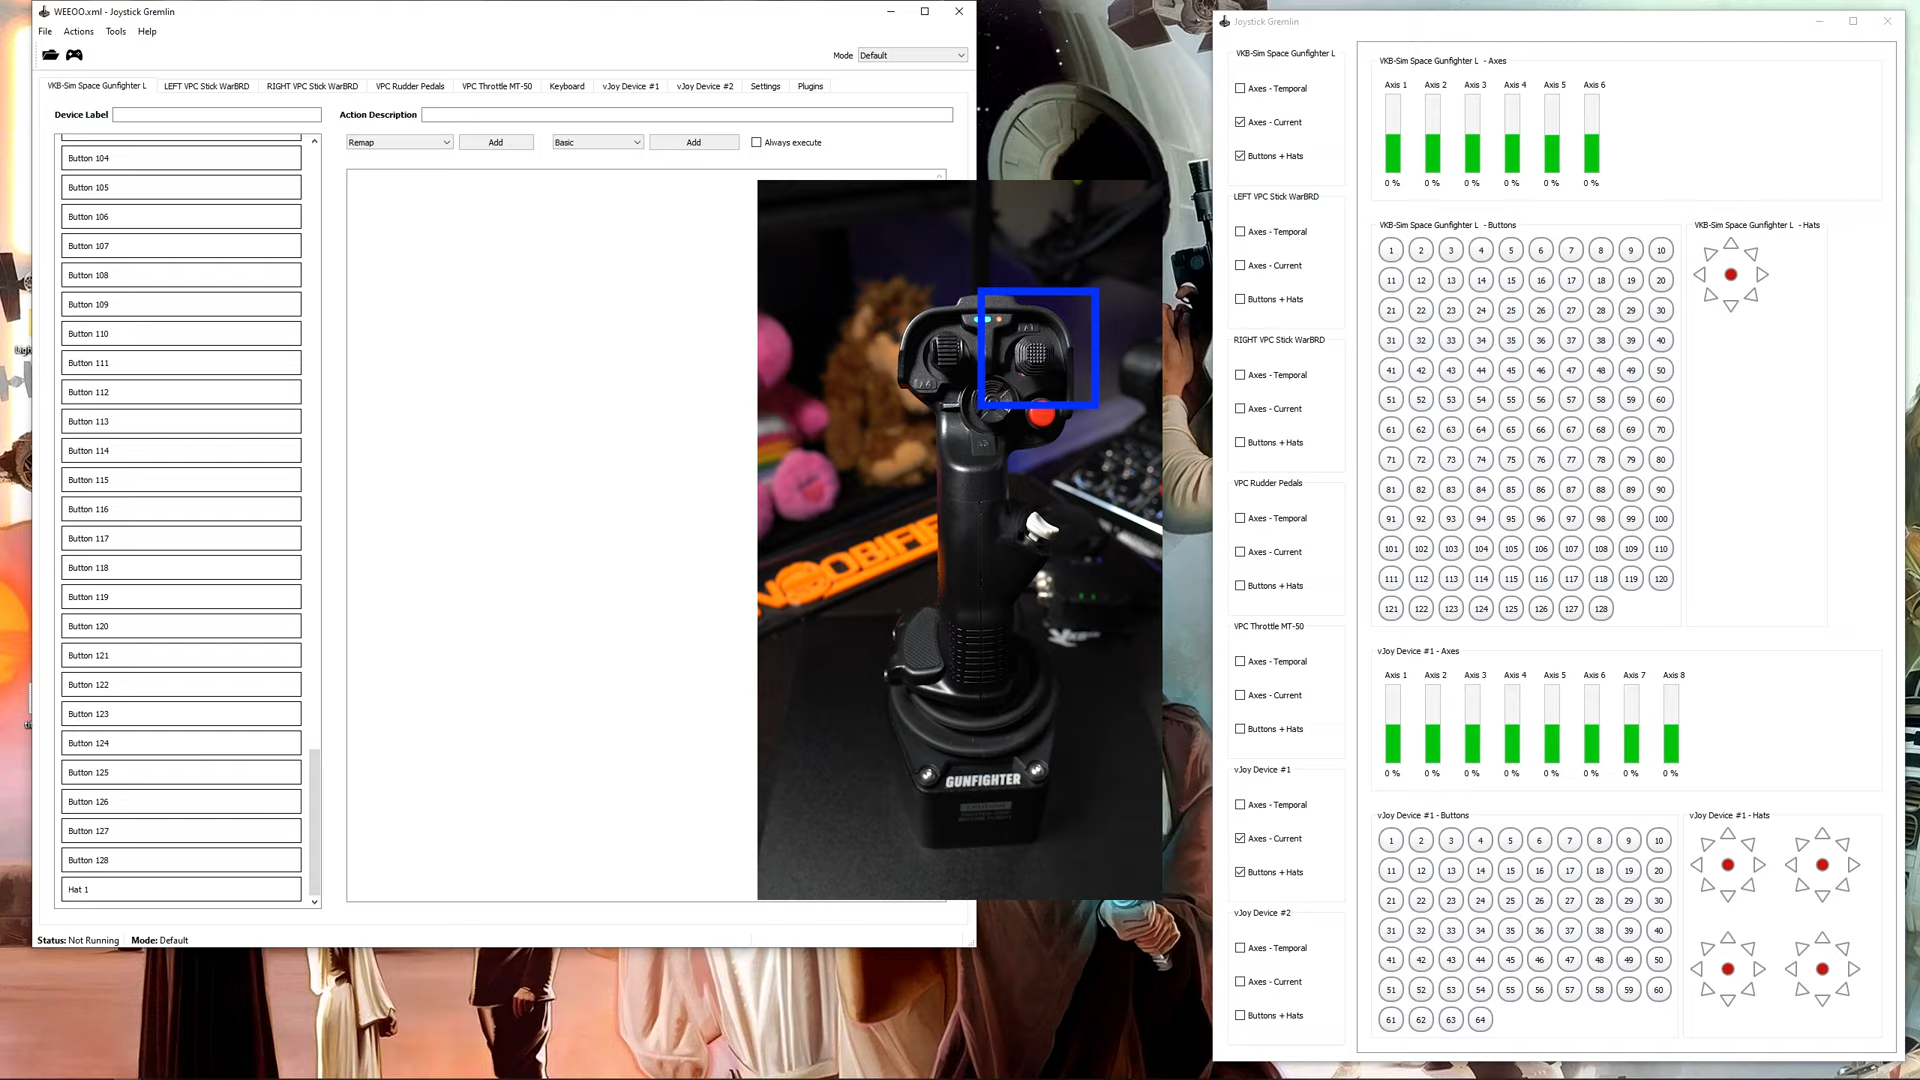 WEEOO.xml - Joystick Gremlin
File Actions Tools Help
Mode Default
VKB-Sim Space Gunfighter L LEFT VPC Stick WarBRD RIGHT VPC Stick WarBRD VPC Rudder Pedals VPC Throttle MT-50 Keyboard vJoy Device #1 vJoy Device #2 Settings Plugins
Device Label Action Description
Remap Add Basic Add Always execute
Button 104
Button 105
Button 106
Button 107
Button 108
Button 109
Button 110
Button 111
Button 112
Button 113
Button 114
Button 115
Button 116
Button 117
Button 118
Button 119
Button 120
Button 121
Button 122
Button 123
Button 124
Button 125
Button 126
Button 127
Button 128
Hat 1
Status: Not Running Mode: Default
A1
A3
GUNFIGHTER
Joystick Gremlin
VKB-Sim Space Gunfighter L
Axes - Temporal
Axes - Current
Buttons + Hats
LEFT VPC Stick WarBRD
Axes - Temporal
Axes - Current
Buttons + Hats
RIGHT VPC Stick WarBRD
Axes - Temporal
Axes - Current
Buttons + Hats
VPC Rudder Pedals
Axes - Temporal
Axes - Current
Buttons + Hats
VPC Throttle MT-50
Axes - Temporal
Axes - Current
Buttons + Hats
vJoy Device #1
Axes - Temporal
Axes - Current
Buttons + Hats
vJoy Device #2
Axes - Temporal
Axes - Current
Buttons + Hats
VKB-Sim Space Gunfighter L - Axes
Axis 1 Axis 2 Axis 3 Axis 4 Axis 5 Axis 6
0 % 0 % 0 % 0 % 0 % 0 %
VKB-Sim Space Gunfighter L - Buttons
1 2 3 4 5 6 7 8 9 10
11 12 13 14 15 16 17 18 19 20
21 22 23 24 25 26 27 28 29 30
31 32 33 34 35 36 37 38 39 40
41 42 43 44 45 46 47 48 49 50
51 52 53 54 55 56 57 58 59 60
61 62 63 64 65 66 67 68 69 70
71 72 73 74 75 76 77 78 79 80
81 82 83 84 85 86 87 88 89 90
91 92 93 94 95 96 97 98 99 100
101 102 103 104 105 106 107 108 109 110
111 112 113 114 115 116 117 118 119 120
121 122 123 124 125 126 127 128
VKB-Sim Space Gunfighter L - Hats
vJoy Device #1 - Axes
Axis 1 Axis 2 Axis 3 Axis 4 Axis 5 Axis 6 Axis 7 Axis 8
0 % 0 % 0 % 0 % 0 % 0 % 0 % 0 %
vJoy Device #1 - Buttons
1 2 3 4 5 6 7 8 9 10
11 12 13 14 15 16 17 18 19 20
21 22 23 24 25 26 27 28 29 30
31 32 33 34 35 36 37 38 39 40
41 42 43 44 45 46 47 48 49 50
51 52 53 54 55 56 57 58 59 60
61 62 63 64
vJoy Device #1 - Hats